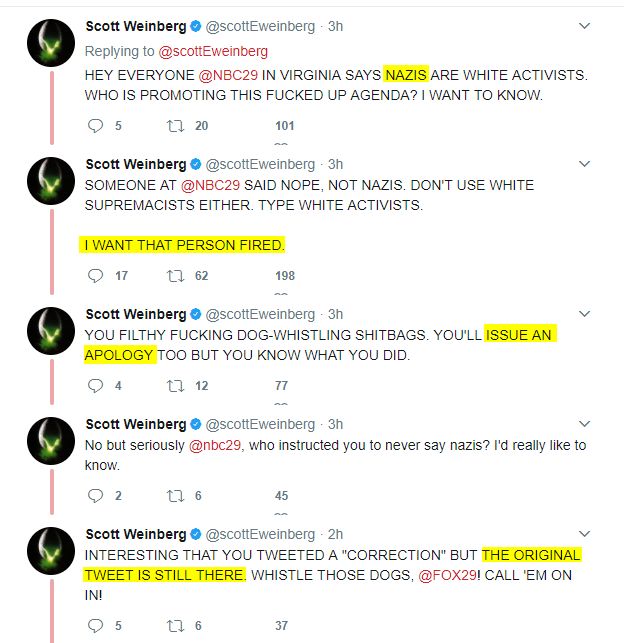 Scott Weinberg @scottEweinberg · 3h
Replying to @scottEweinberg
HEY EVERYONE @NBC29 IN VIRGINIA SAYS NAZIS ARE WHITE ACTIVISTS.
WHO IS PROMOTING THIS FUCKED UP AGENDA? I WANT TO KNOW.
5 20 101
Scott Weinberg @scottEweinberg · 3h
SOMEONE AT @NBC29 SAID NOPE, NOT NAZIS. DON'T USE WHITE
SUPREMACISTS EITHER. TYPE WHITE ACTIVISTS.
I WANT THAT PERSON FIRED.
17 62 198
Scott Weinberg @scottEweinberg · 3h
YOU FILTHY FUCKING DOG-WHISTLING SHITBAGS. YOU'LL ISSUE AN
APOLOGY TOO BUT YOU KNOW WHAT YOU DID.
4 12 77
Scott Weinberg @scottEweinberg · 3h
No but seriously @nbc29, who instructed you to never say nazis? I'd really like to
know.
2 6 45
Scott Weinberg @scottEweinberg · 2h
INTERESTING THAT YOU TWEETED A "CORRECTION" BUT THE ORIGINAL
TWEET IS STILL THERE. WHISTLE THOSE DOGS, @FOX29! CALL 'EM ON
IN!
5 6 37